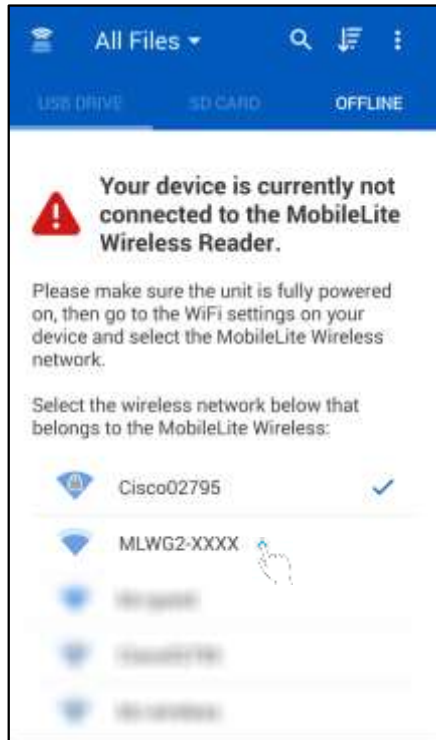 All Files
USB DRIVE SD CARD OFFLINE
Your device is currently not
connected to the MobileLite
Wireless Reader.
Please make sure the unit is fully powered
on, then go to the WiFi settings on your
device and select the MobileLite Wireless
network.
Select the wireless network below that
belongs to the MobileLite Wireless:
Cisco02795
MLWG2-XXXX